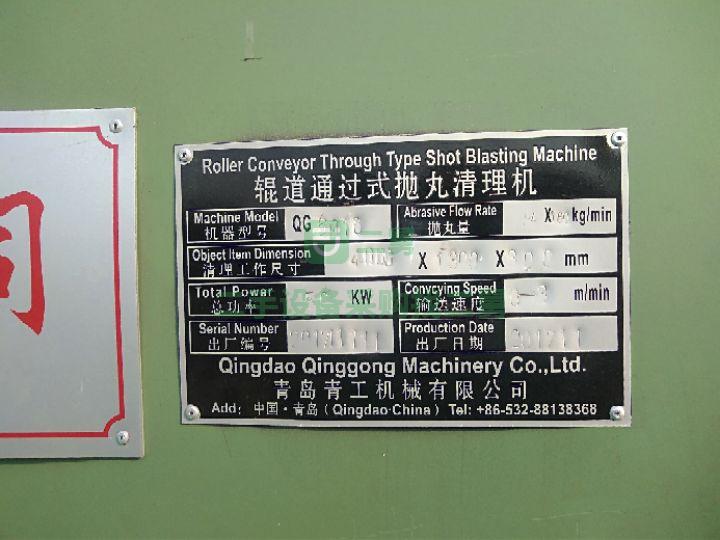 Roller Conveyor Through Type Shot Blasting Machine
辊道通过式抛丸清理机
Machine Model
机器型号
QG
Abrasive Flow Rate
抛丸量
X kg/min
Object Item Dimension
清理工作尺寸
X X mm
Total Power
总功率
KW
Conveying Speed
输送速度
m/min
Serial Number
出厂编号
Production Date
出厂日期
Qingdao Qinggong Machinery Co.,Ltd.
青岛青工机械有限公司
Add: 中国·青岛(Qingdao·China) Tel: +86-532-88138368